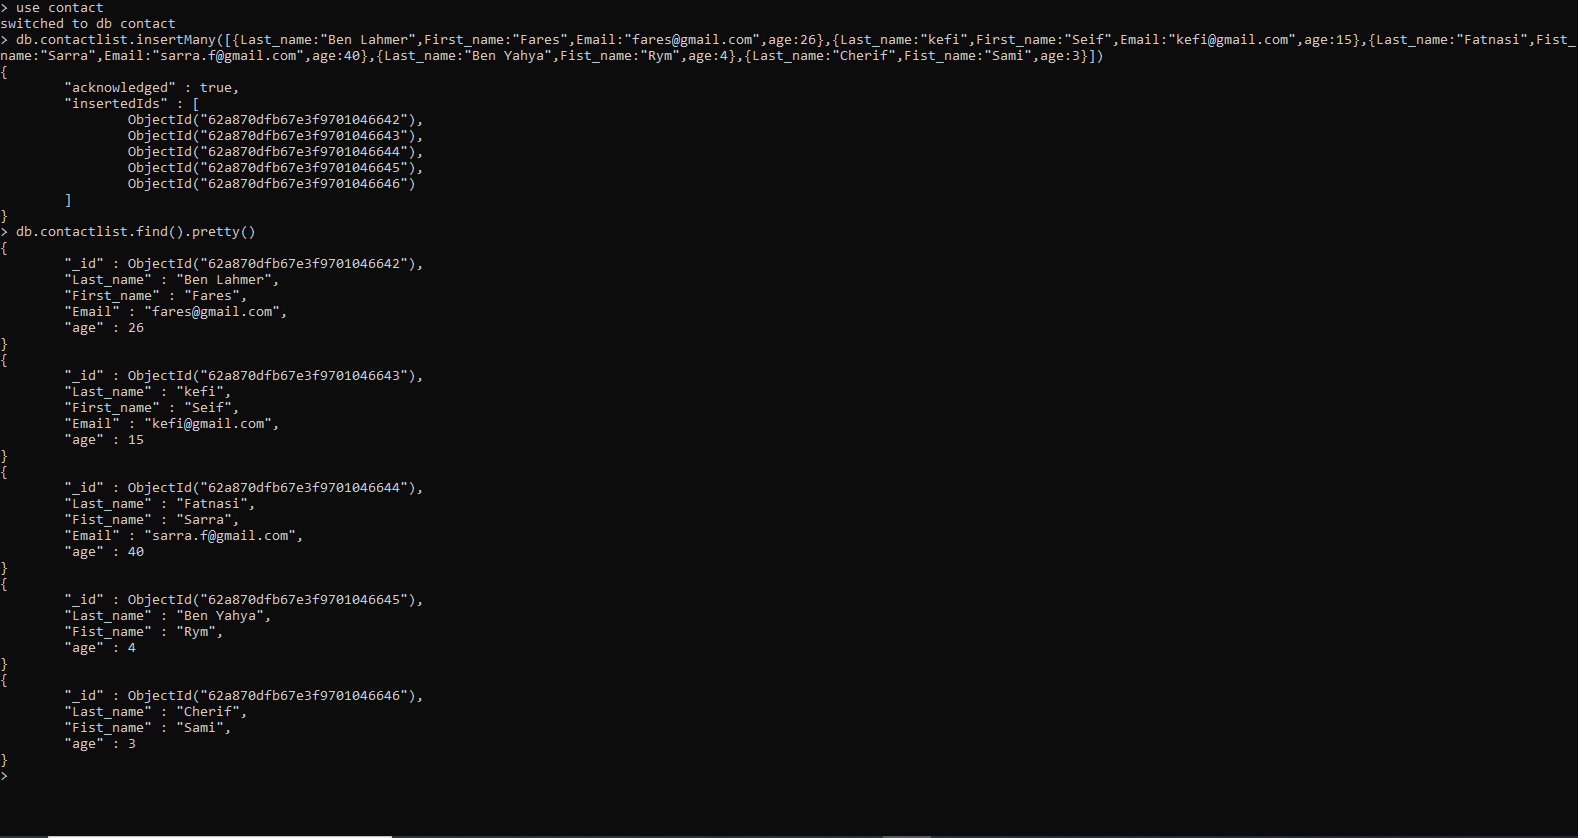 > use contact
switched to db contact
> db.contactlist.insertMany([{Last_name:"Ben Lahmer",First_name:"Fares",Email:"fares@gmail.com",age:26},{Last_name:"kefi",First_name:"Seif",Email:"kefi@gmail.com",age:15},{Last_name:"Fatnasi",Fist_
name:"Sarra",Email:"sarra.f@gmail.com",age:40},{Last_name:"Ben Yahya",Fist_name:"Rym",age:4},{Last_name:"Cherif",Fist_name:"Sami",age:3}])
{
        "acknowledged" : true,
        "insertedIds" : [
                ObjectId("62a870dfb67e3f9701046642"),
                ObjectId("62a870dfb67e3f9701046643"),
                ObjectId("62a870dfb67e3f9701046644"),
                ObjectId("62a870dfb67e3f9701046645"),
                ObjectId("62a870dfb67e3f9701046646")
        ]
}
> db.contactlist.find().pretty()
{
        "_id" : ObjectId("62a870dfb67e3f9701046642"),
        "Last_name" : "Ben Lahmer",
        "First_name" : "Fares",
        "Email" : "fares@gmail.com",
        "age" : 26
}
{
        "_id" : ObjectId("62a870dfb67e3f9701046643"),
        "Last_name" : "kefi",
        "First_name" : "Seif",
        "Email" : "kefi@gmail.com",
        "age" : 15
}
{
        "_id" : ObjectId("62a870dfb67e3f9701046644"),
        "Last_name" : "Fatnasi",
        "Fist_name" : "Sarra",
        "Email" : "sarra.f@gmail.com",
        "age" : 40
}
{
        "_id" : ObjectId("62a870dfb67e3f9701046645"),
        "Last_name" : "Ben Yahya",
        "Fist_name" : "Rym",
        "age" : 4
}
{
        "_id" : ObjectId("62a870dfb67e3f9701046646"),
        "Last_name" : "Cherif",
        "Fist_name" : "Sami",
        "age" : 3
}
>